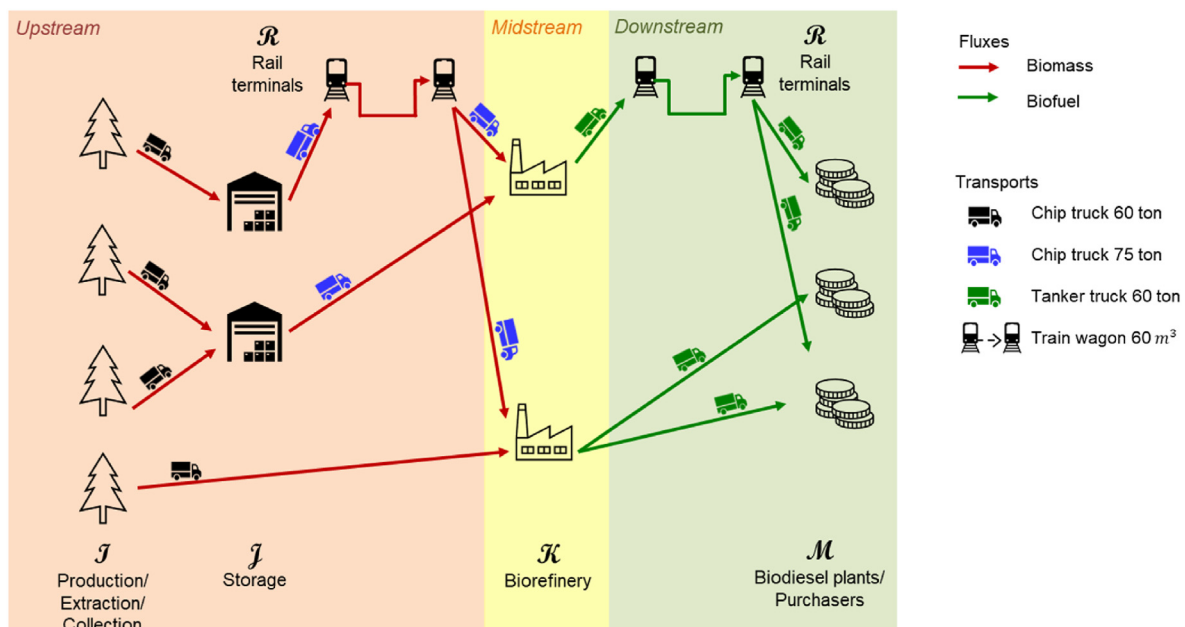 Upstream
Midstream
Downstream
ℛ
Rail
terminals
ℛ
Rail
terminals
Fluxes
Biomass
Biofuel
Transports
Chip truck 60 ton
Chip truck 75 ton
Tanker truck 60 ton
Train wagon 60 m³
ℐ
Production/
Extraction/
Collection
𝒥
Storage
𝒦
Biorefinery
ℳ
Biodiesel plants/
Purchasers